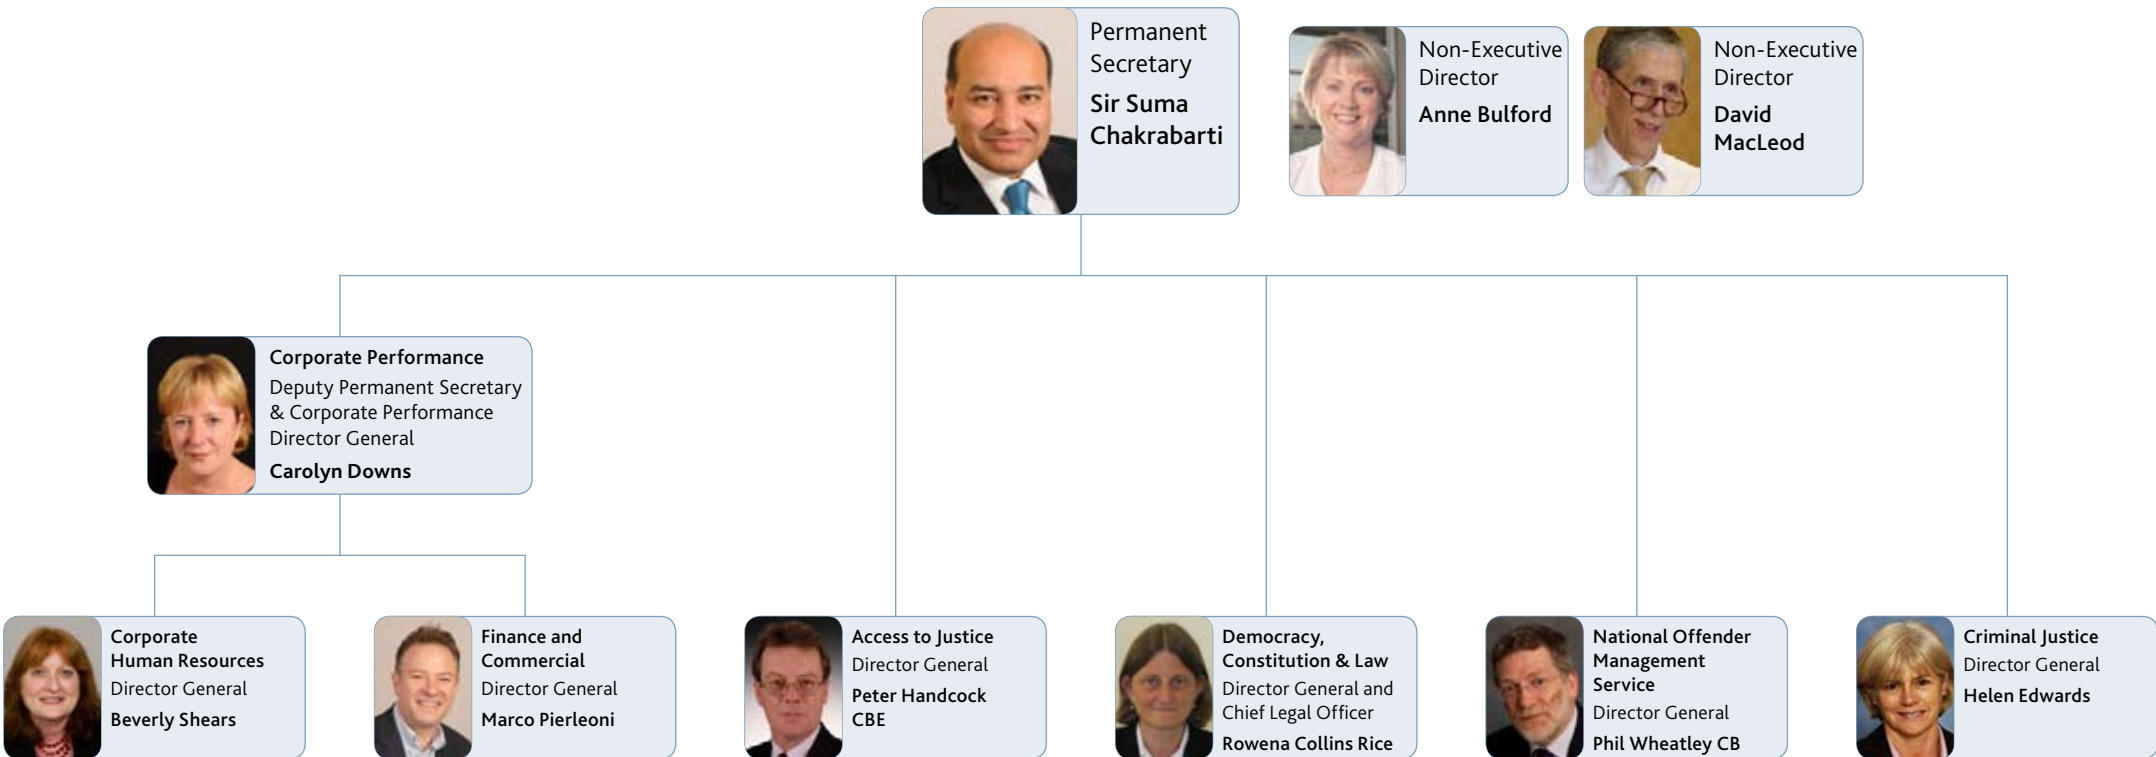 Permanent
Secretary
Sir Suma
Chakrabarti
Non-Executive
Director
Anne Bulford
Non-Executive
Director
David
MacLeod
Corporate Performance
Deputy Permanent Secretary
& Corporate Performance
Director General
Carolyn Downs
Corporate
Human Resources
Director General
Beverly Shears
Finance and
Commercial
Director General
Marco Pierleoni
Access to Justice
Director General
Peter Handcock
CBE
Democracy,
Constitution & Law
Director General and
Chief Legal Officer
Rowena Collins Rice
National Offender
Management
Service
Director General
Phil Wheatley CB
Criminal Justice
Director General
Helen Edwards